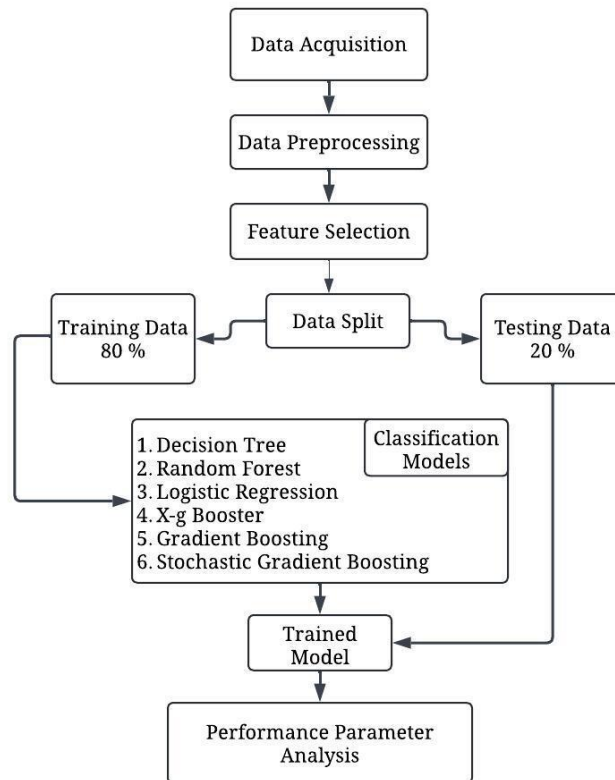 Data Acquisition
Data Preprocessing
Feature Selection
Training Data
80 %
Data Split
Testing Data
20 %
Classification
Models
1. Decision Tree
2. Random Forest
3. Logistic Regression
4. X-g Booster
5. Gradient Boosting
6. Stochastic Gradient Boosting
Trained
Model
Performance Parameter
Analysis